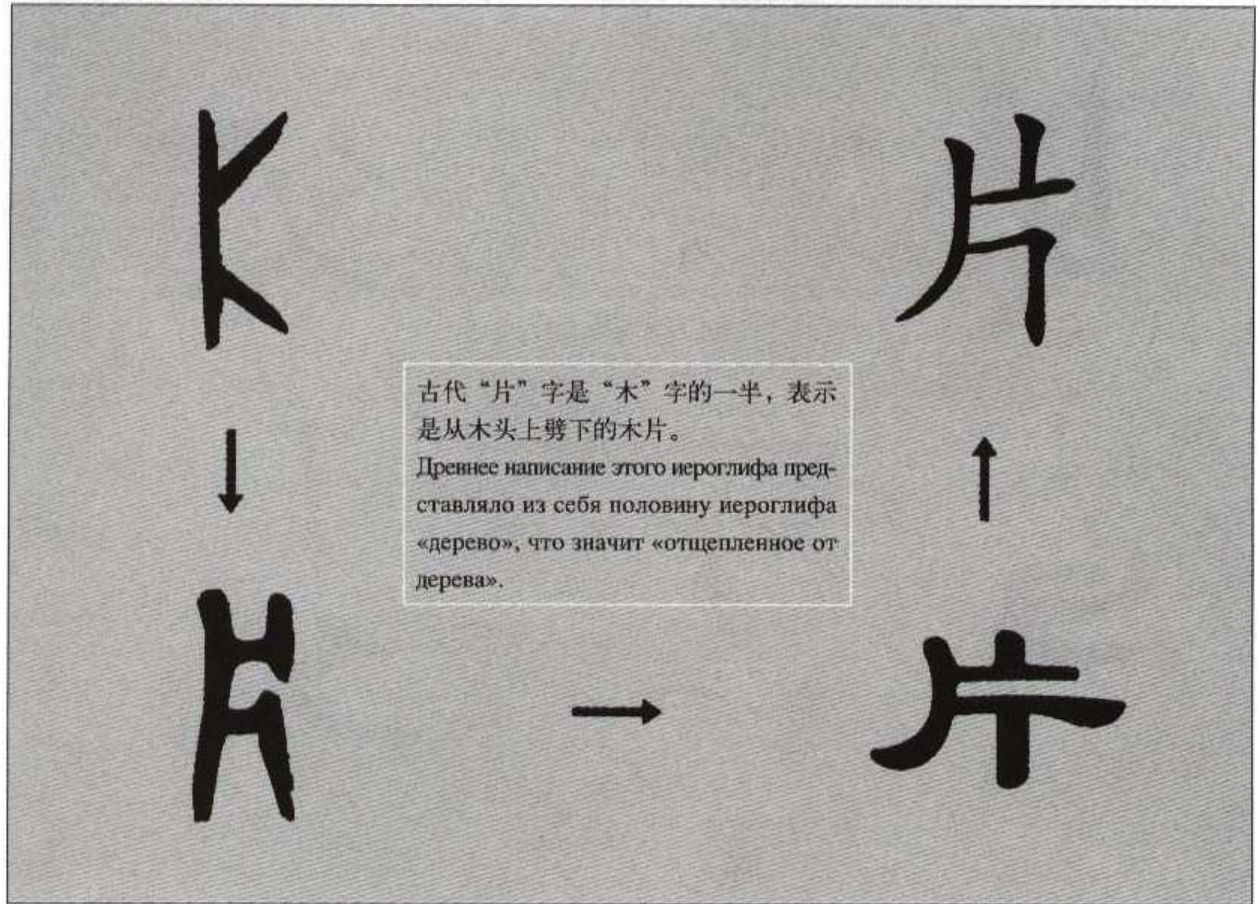 片
古代“片”字是“木”字的一半，表示
是从木头上劈下的木片。
Древнее написание этого иероглифа пред-
ставляло из себя половину иероглифа
«дерево», что значит «отщепленное от
дерева».
片